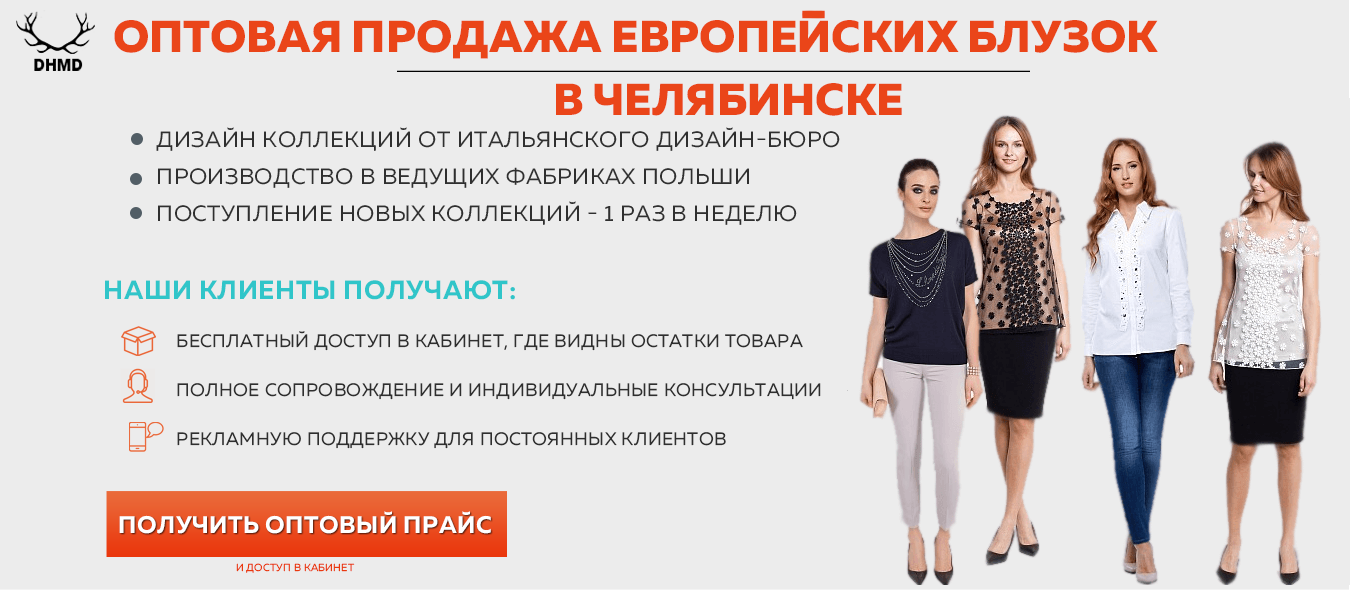 DHMD
ОПТОВАЯ ПРОДАЖА ЕВРОПЕЙСКИХ БЛУЗОК
В ЧЕЛЯБИНСКЕ
ДИЗАЙН КОЛЛЕКЦИЙ ОТ ИТАЛЬЯНСКОГО ДИЗАЙН-БЮРО
ПРОИЗВОДСТВО В ВЕДУЩИХ ФАБРИКАХ ПОЛЬШИ
ПОСТУПЛЕНИЕ НОВЫХ КОЛЛЕКЦИЙ - 1 РАЗ В НЕДЕЛЮ
НАШИ КЛИЕНТЫ ПОЛУЧАЮТ:
БЕСПЛАТНЫЙ ДОСТУП В КАБИНЕТ, ГДЕ ВИДНЫ ОСТАТКИ ТОВАРА
ПОЛНОЕ СОПРОВОЖДЕНИЕ И ИНДИВИДУАЛЬНЫЕ КОНСУЛЬТАЦИИ
РЕКЛАМНУЮ ПОДДЕРЖКУ ДЛЯ ПОСТОЯННЫХ КЛИЕНТОВ
ПОЛУЧИТЬ ОПТОВЫЙ ПРАЙС
И ДОСТУП В КАБИНЕТ